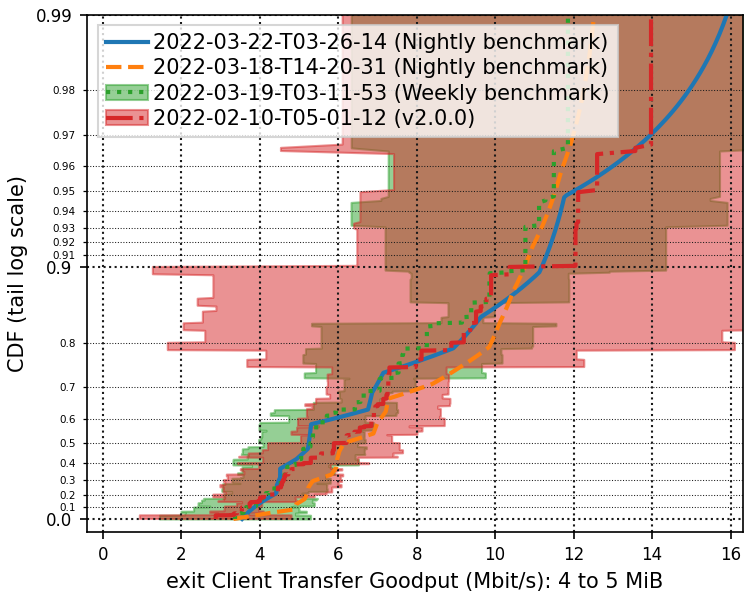 0.99
2022-03-22-T03-26-14 (Nightly benchmark)
2022-03-18-T14-20-31 (Nightly benchmark)
2022-03-19-T03-11-53 (Weekly benchmark)
2022-02-10-T05-01-12 (v2.0.0)
0.98
0.97
0.96
0.95
0.94
0.93
0.92
0.91
0.9
0.8
0.7
0.6
0.5
0.4
0.3
0.2
0.1
0.0
CDF (tail log scale)
0 2 4 6 8 10 12 14 16
exit Client Transfer Goodput (Mbit/s): 4 to 5 MiB